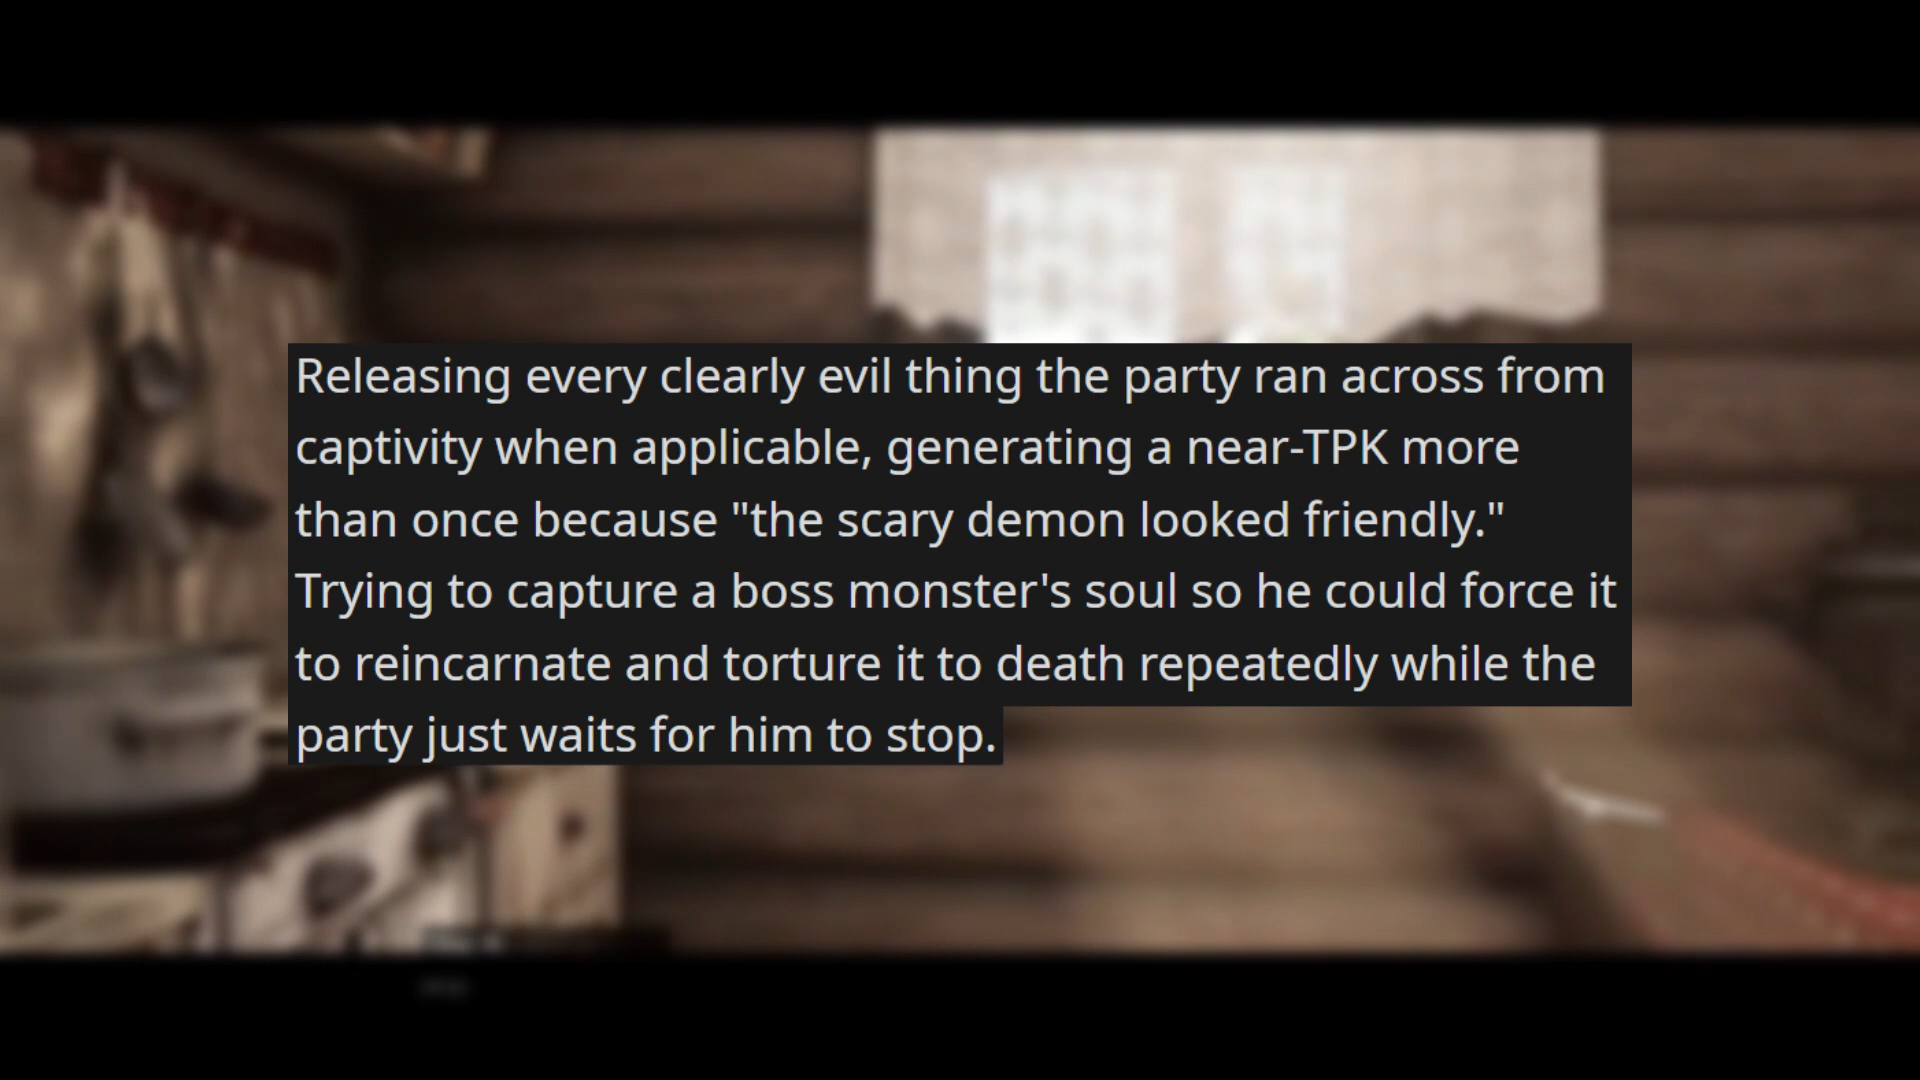 Releasing every clearly evil thing the party ran across from
captivity when applicable, generating a near-TPK more
than once because "the scary demon looked friendly."
Trying to capture a boss monster's soul so he could force it
to reincarnate and torture it to death repeatedly while the
party just waits for him to stop.